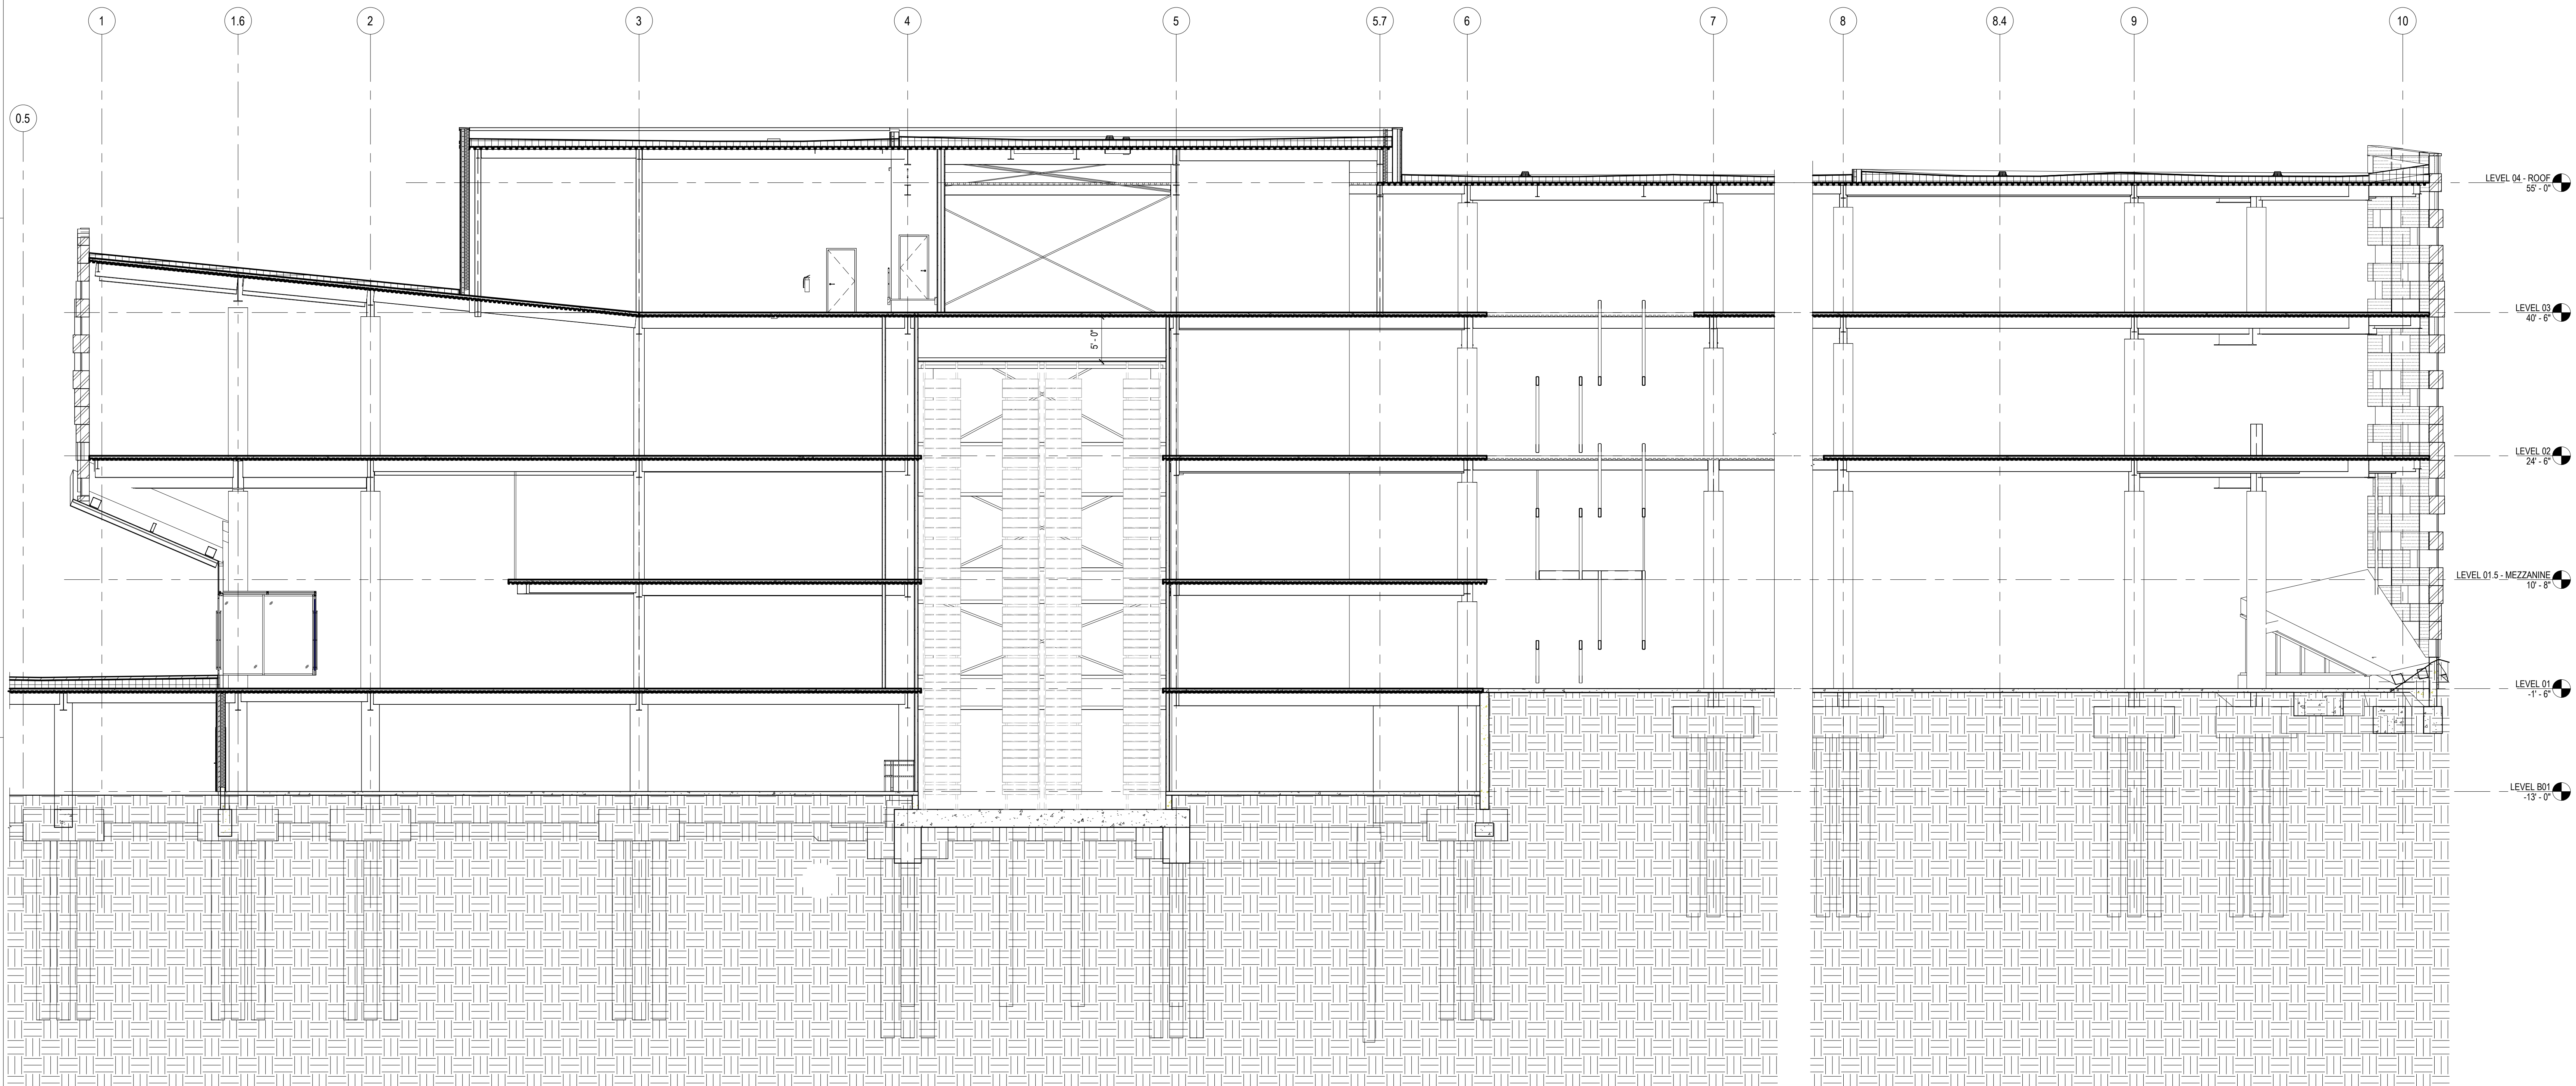 1
1.6
2
3
4
5
5.7
6
7
8
8.4
9
10
0.5
LEVEL 04 - ROOF
55' - 0"
LEVEL 03
40' - 6"
5' - 0"
LEVEL 02
24' - 6"
LEVEL 01.5 - MEZZANINE
10' - 8"
LEVEL 01
-1' - 6"
LEVEL B01
-13' - 0"